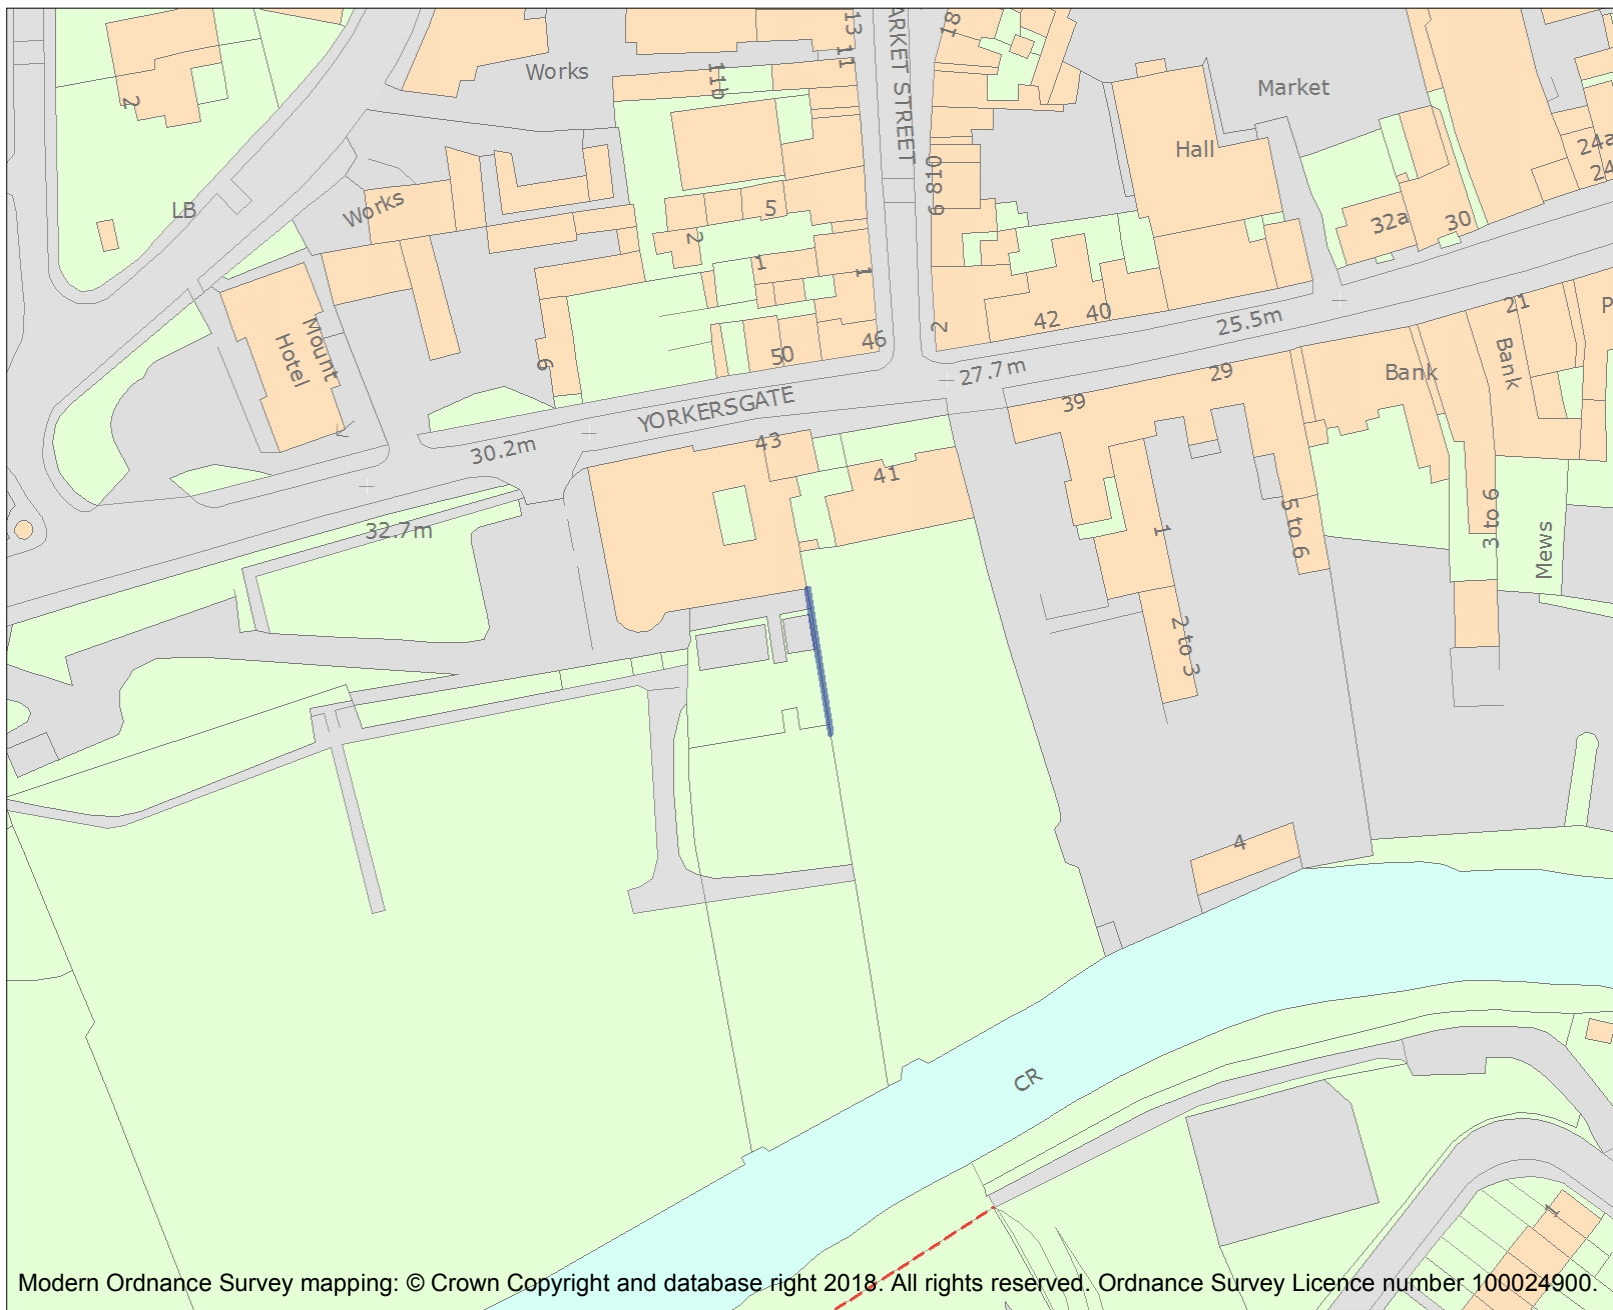 13
11
ARKET STREET
18
Works
11b
Market
2
Hall
24a
24
LB
Works
5
6 8 10
32a
30
2
1
1
21
P
Mount
Hotel
42
40
25.5m
2
46
50
6
27.7m
Bank
Bank
29
39
YORKERSGATE
30.2m
43
41
32.7m
1
5 to 6
3 to 6
Mews
2 to 3
4
CR
1
Modern Ordnance Survey mapping: © Crown Copyright and database right 2018. All rights reserved. Ordnance Survey Licence number 100024900.